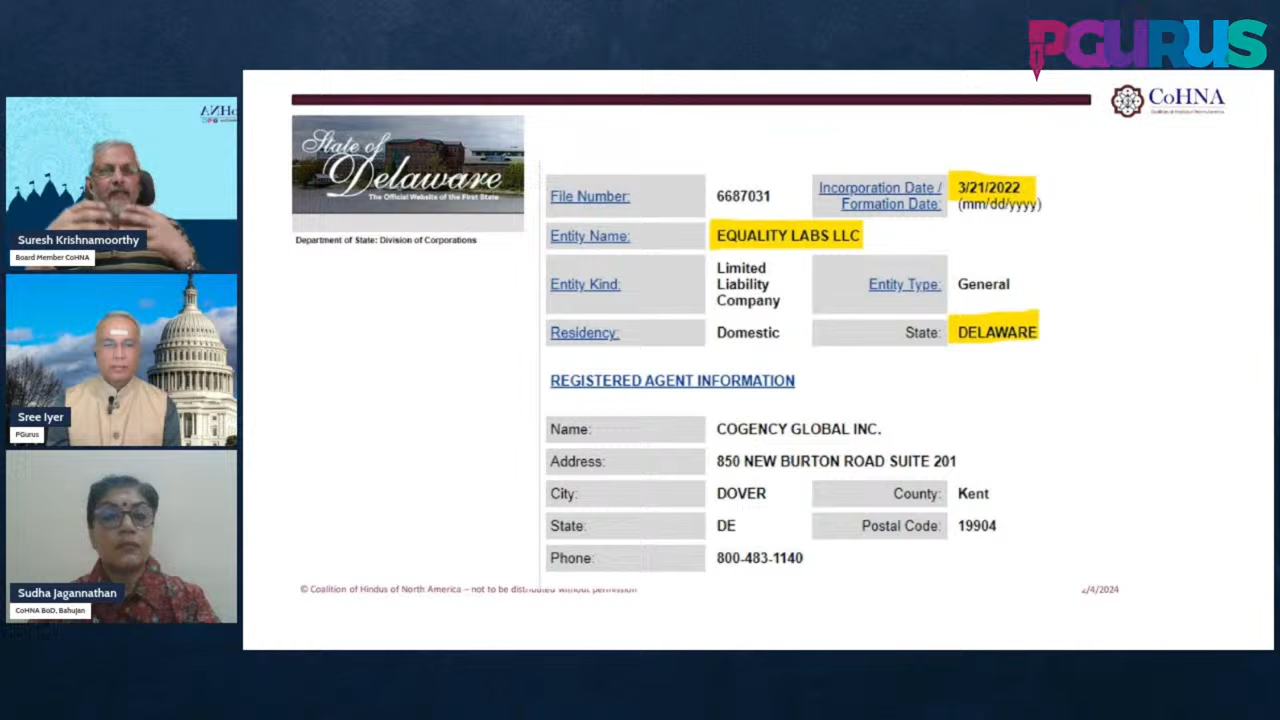 PGURUS
CoHNA
CoHNA
Suresh Krishnamoorthy
Board Member CoHNA
Sree Iyer
PGurus
Sudha Jagannathan
CoHNA BoD, Bahujan
State of
Delaware
The Official Website of the First State
Department of State: Division of Corporations
File Number: 6687031 Incorporation Date / Formation Date: 3/21/2022 (mm/dd/yyyy)
Entity Name: EQUALITY LABS LLC
Entity Kind: Limited Liability Company Entity Type: General
Residency: Domestic State: DELAWARE
REGISTERED AGENT INFORMATION
Name: COGENCY GLOBAL INC.
Address: 850 NEW BURTON ROAD SUITE 201
City: DOVER County: Kent
State: DE Postal Code: 19904
Phone: 800-483-1140
© Coalition of Hindus of North America – not to be distributed without permission
2/4/2024